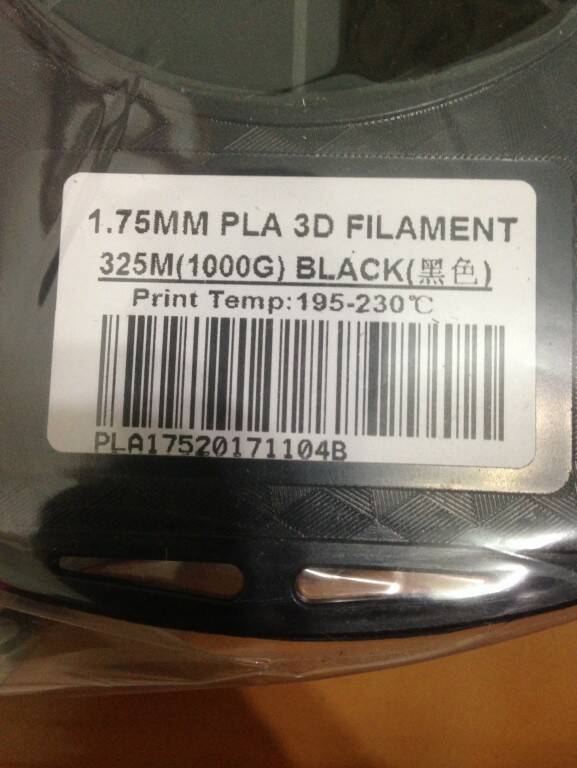 1.75MM PLA 3D FILAMENT
325M(1000G) BLACK(黑色)
Print Temp:195-230℃
PLA17520171104B